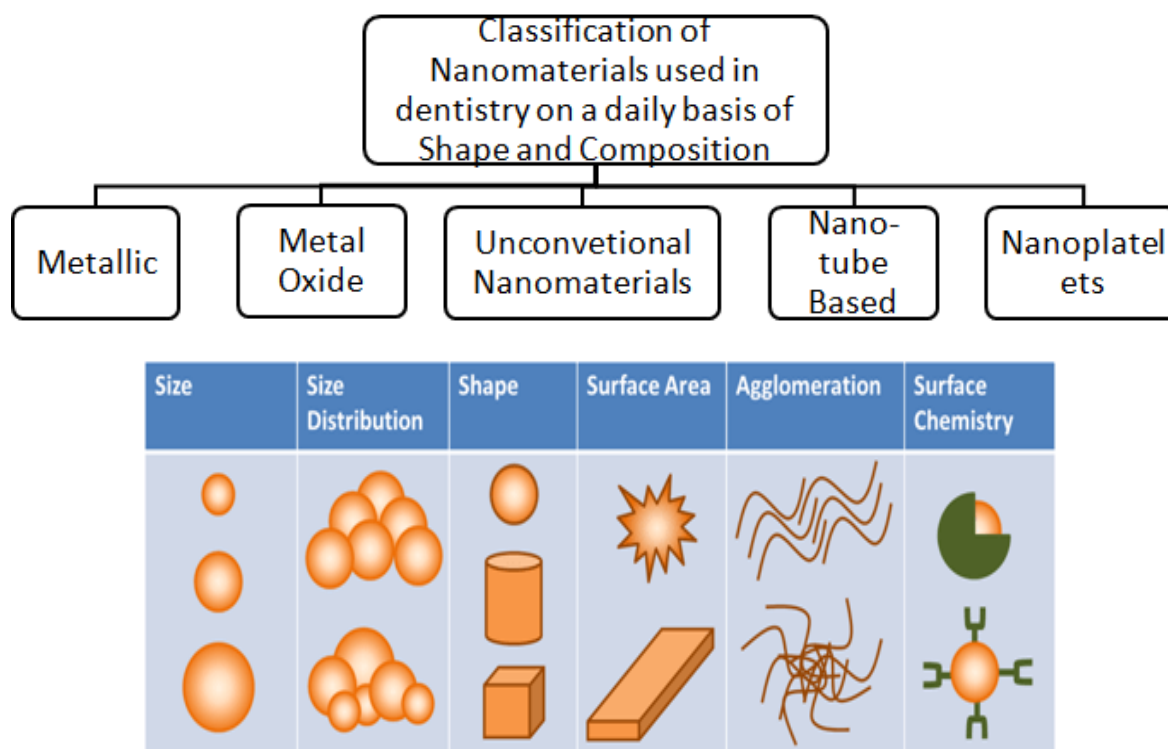 Classification of
Nanomaterials used in
dentistry on a daily basis of
Shape and Composition
Metallic
Metal
Oxide
Unconvetional
Nanomaterials
Nano-
tube
Based
Nanoplatel
ets
Size
Size
Distribution
Shape
Surface Area
Agglomeration
Surface
Chemistry